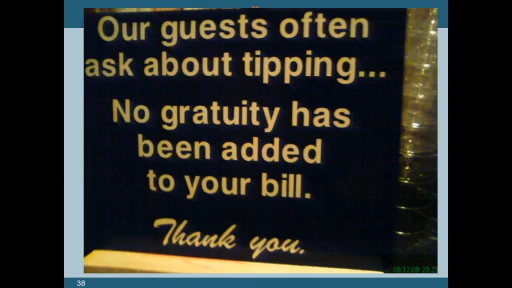 Our guests often
ask about tipping...
No gratuity has
been added
to your bill.
Thank you.
38